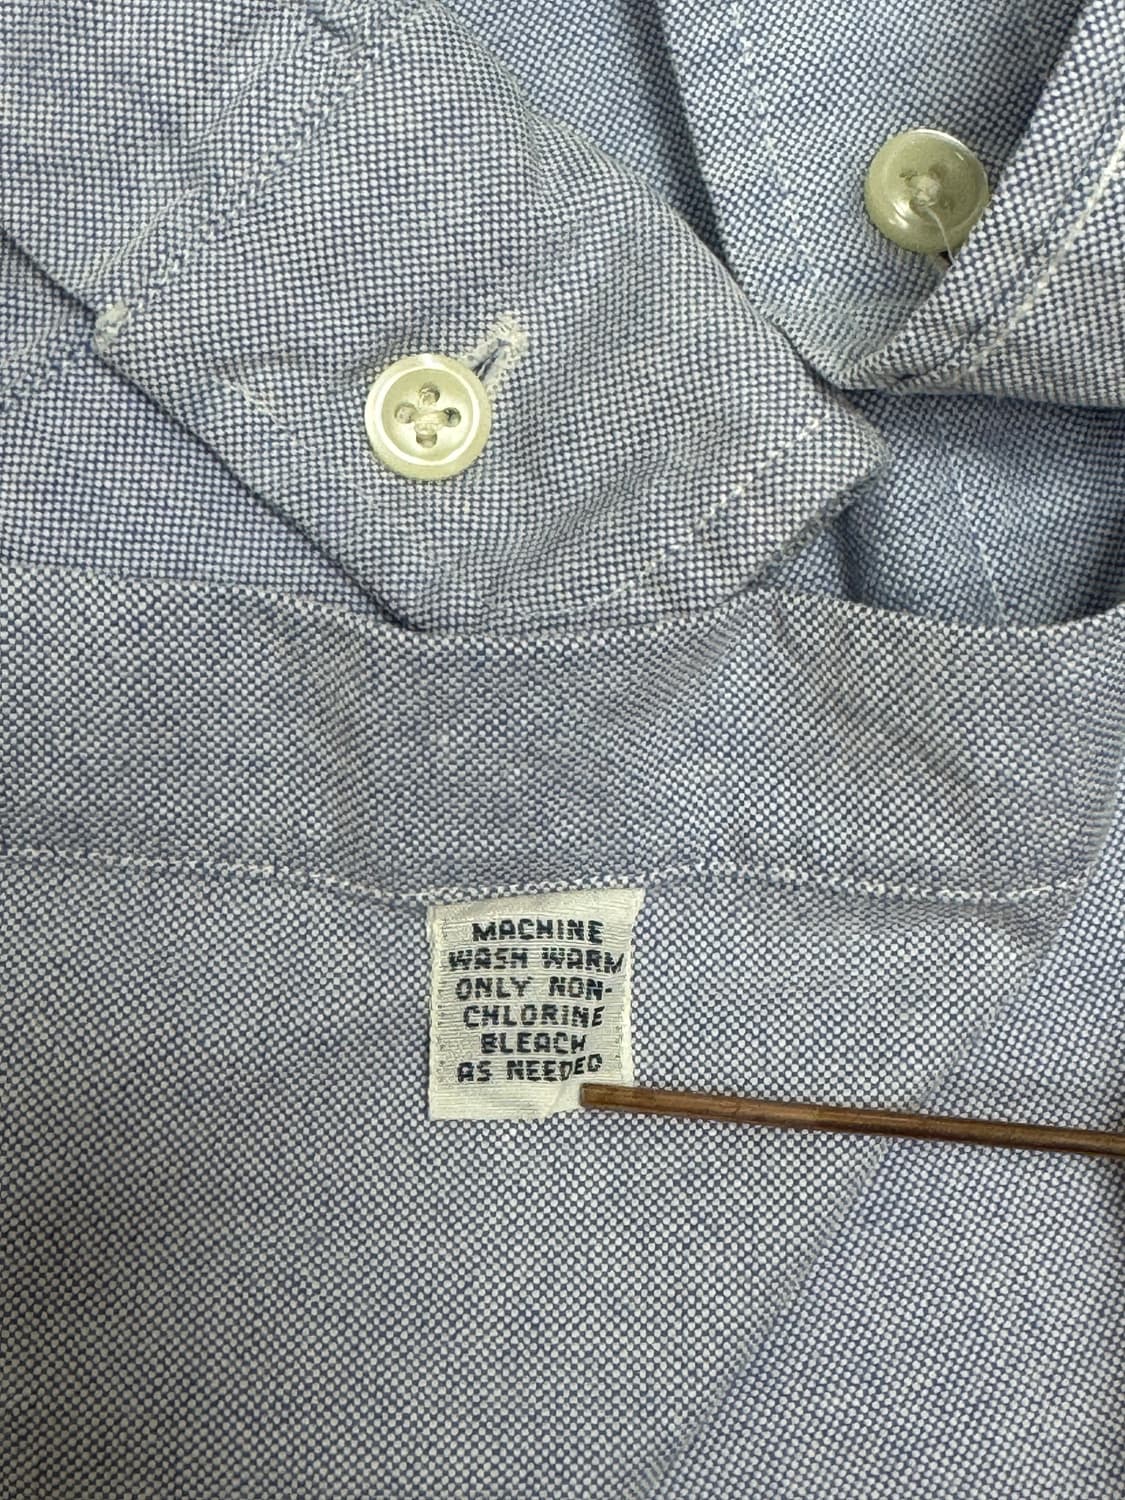 MACHINE
WASH WARM
ONLY NON-
CHLORINE
BLEACH
AS NEEDED